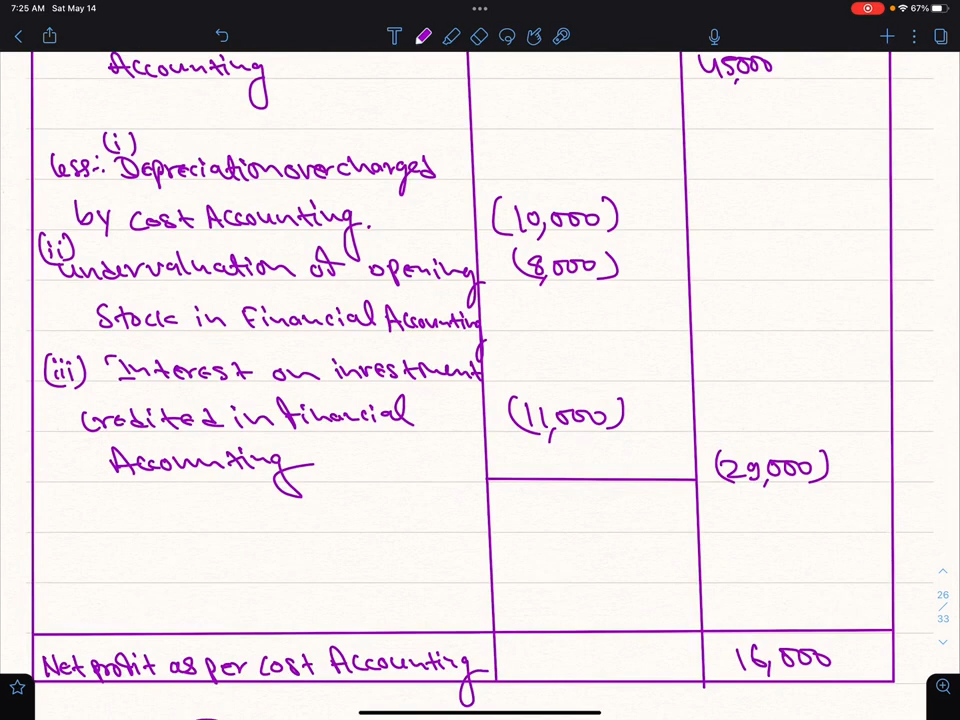 7:25 AM Sat May 14
67%
Accounting 45,000
(i)
Less:- Depreciation overcharged
by Cost Accounting. (10,000)
(ii)
undervaluation of opening (8,000)
Stock in Financial Accounting
(iii) Interest on investment
Credited in financial (11,000)
Accounting (29,000)
26
/
33
Net profit as per Cost Accounting 16,000